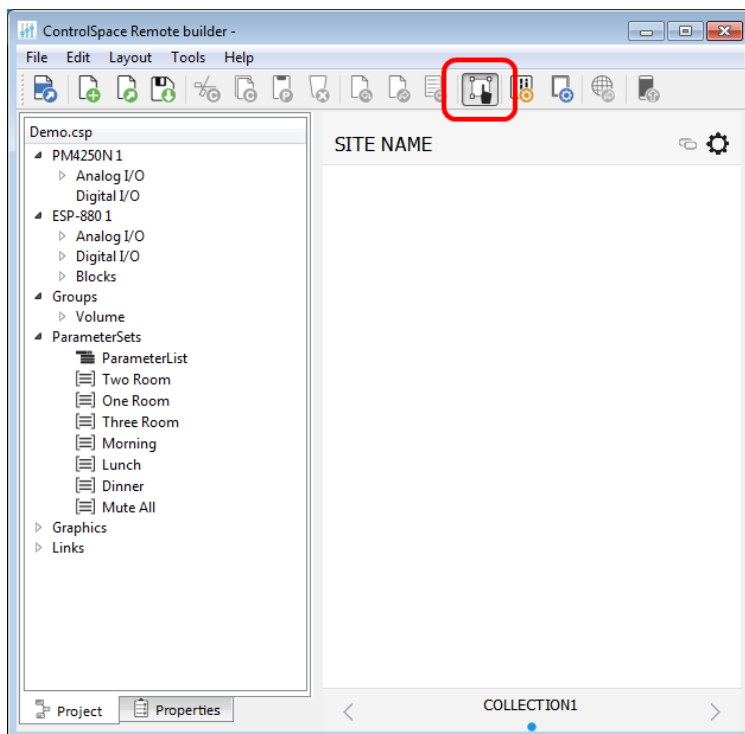 ControlSpace Remote builder -
File Edit Layout Tools Help
Demo.csp
PM4250N 1
Analog I/O
Digital I/O
ESP-880 1
Analog I/O
Digital I/O
Blocks
Groups
Volume
ParameterSets
ParameterList
Two Room
One Room
Three Room
Morning
Lunch
Dinner
Mute All
Graphics
Links
Project Properties
SITE NAME
COLLECTION1